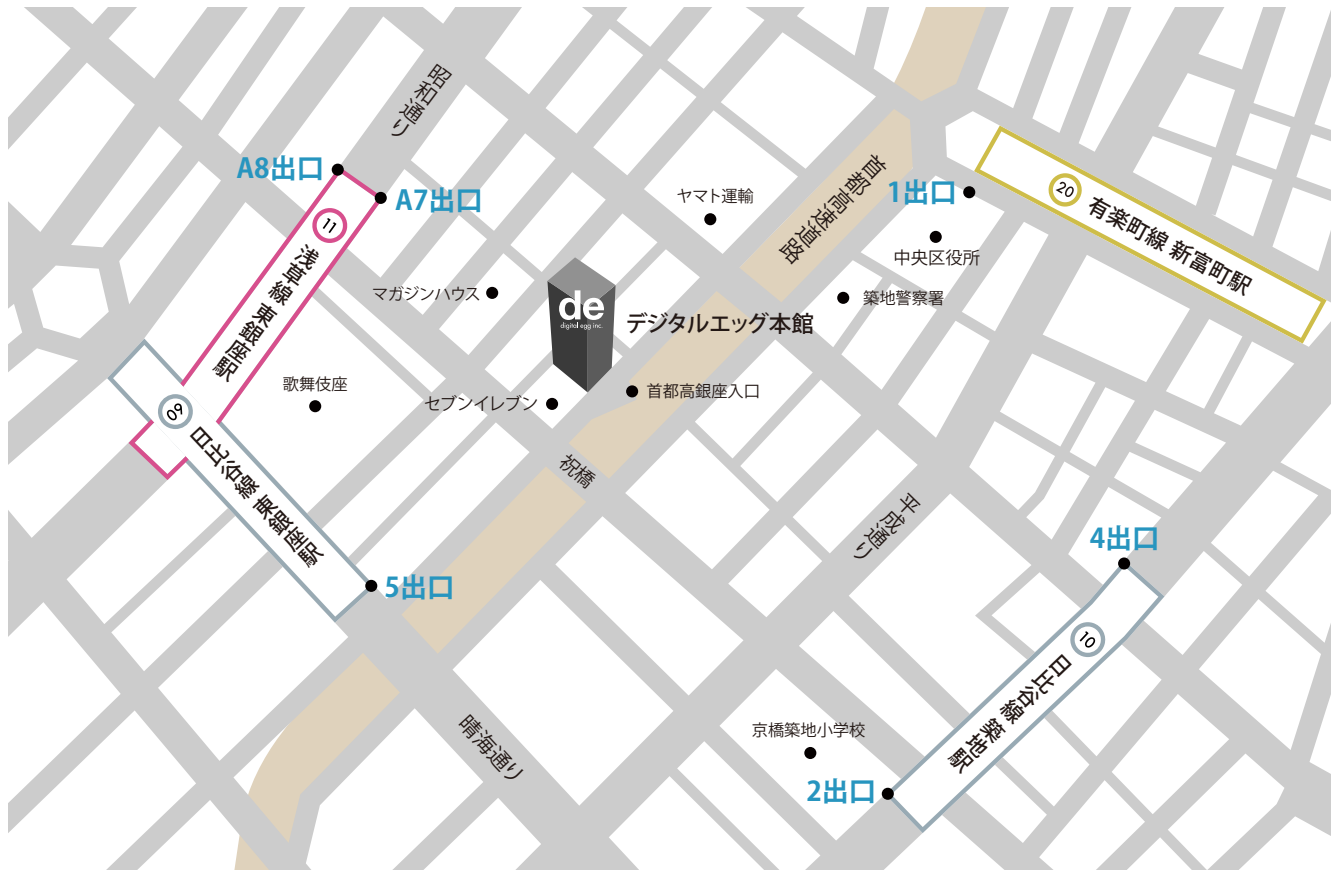 昭和通り
A8出口
A7出口
11
浅草線 東銀座駅
ヤマト運輸
首都高速道路
1出口
20
有楽町線 新富町駅
中央区役所
マガジンハウス
de
digital egg inc.
デジタルエッグ本館
築地警察署
歌舞伎座
セブンイレブン
首都高銀座入口
09
日比谷線 東銀座駅
祝橋
平成通り
5出口
4出口
10
日比谷線 築地駅
晴海通り
京橋築地小学校
2出口